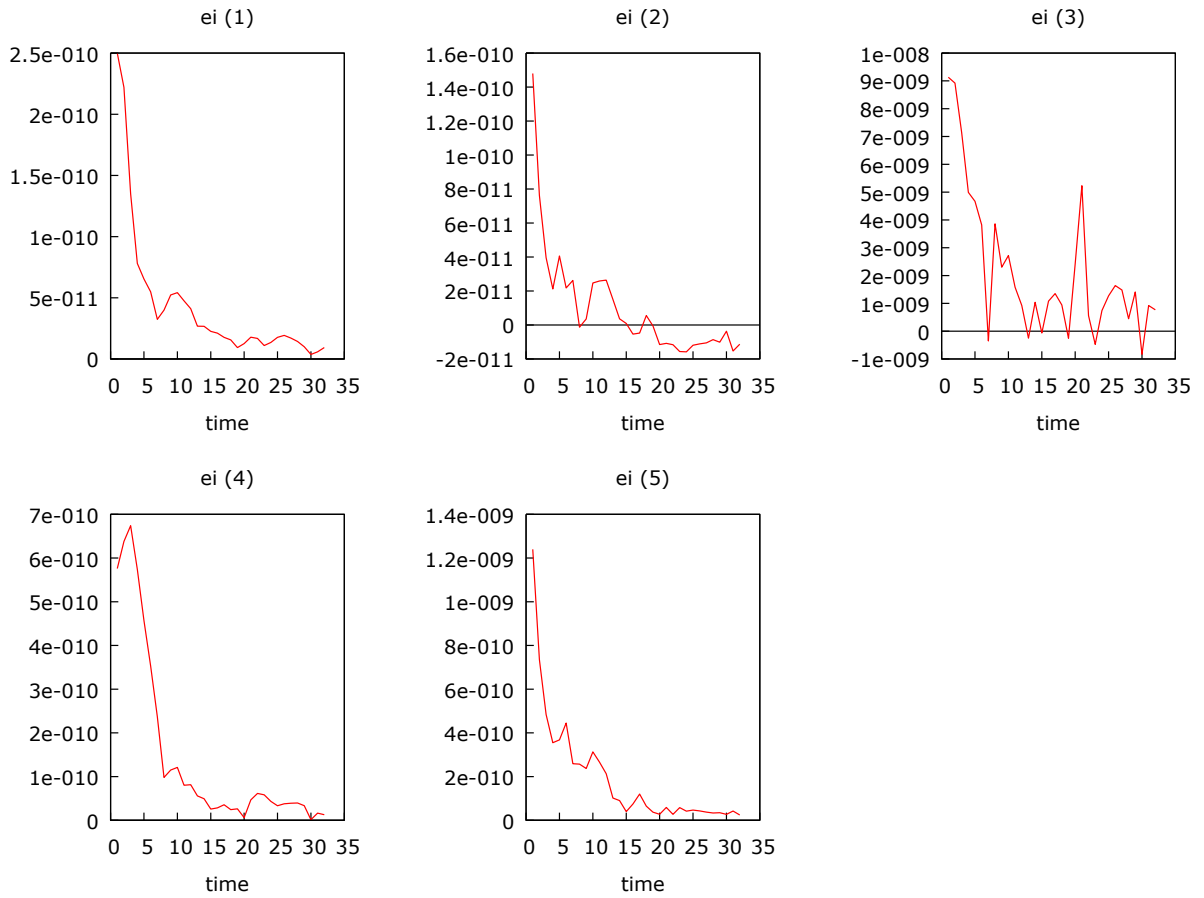 ei (1)
2.5e-010
2e-010
1.5e-010
1e-010
5e-011
0
0 5 10 15 20 25 30 35
time
ei (2)
1.6e-010
1.4e-010
1.2e-010
1e-010
8e-011
6e-011
4e-011
2e-011
0
-2e-011
0 5 10 15 20 25 30 35
time
ei (3)
1e-008
9e-009
8e-009
7e-009
6e-009
5e-009
4e-009
3e-009
2e-009
1e-009
0
-1e-009
0 5 10 15 20 25 30 35
time
ei (4)
7e-010
6e-010
5e-010
4e-010
3e-010
2e-010
1e-010
0
0 5 10 15 20 25 30 35
time
ei (5)
1.4e-009
1.2e-009
1e-009
8e-010
6e-010
4e-010
2e-010
0
0 5 10 15 20 25 30 35
time